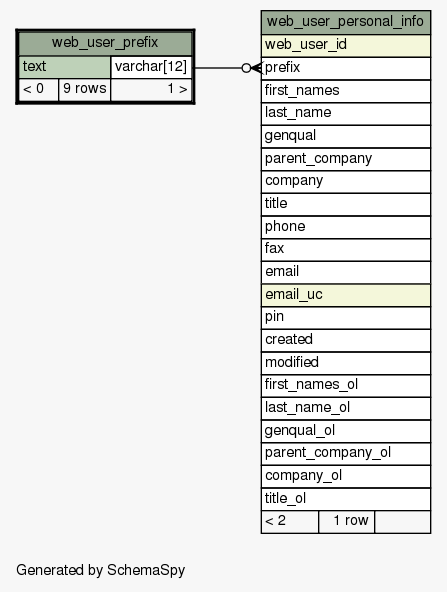 web_user_prefix
text varchar[12]
< 0 9 rows 1 >
web_user_personal_info
web_user_id
prefix
first_names
last_name
genqual
parent_company
company
title
phone
fax
email
email_uc
pin
created
modified
first_names_ol
last_name_ol
genqual_ol
parent_company_ol
company_ol
title_ol
< 2 1 row
Generated by SchemaSpy